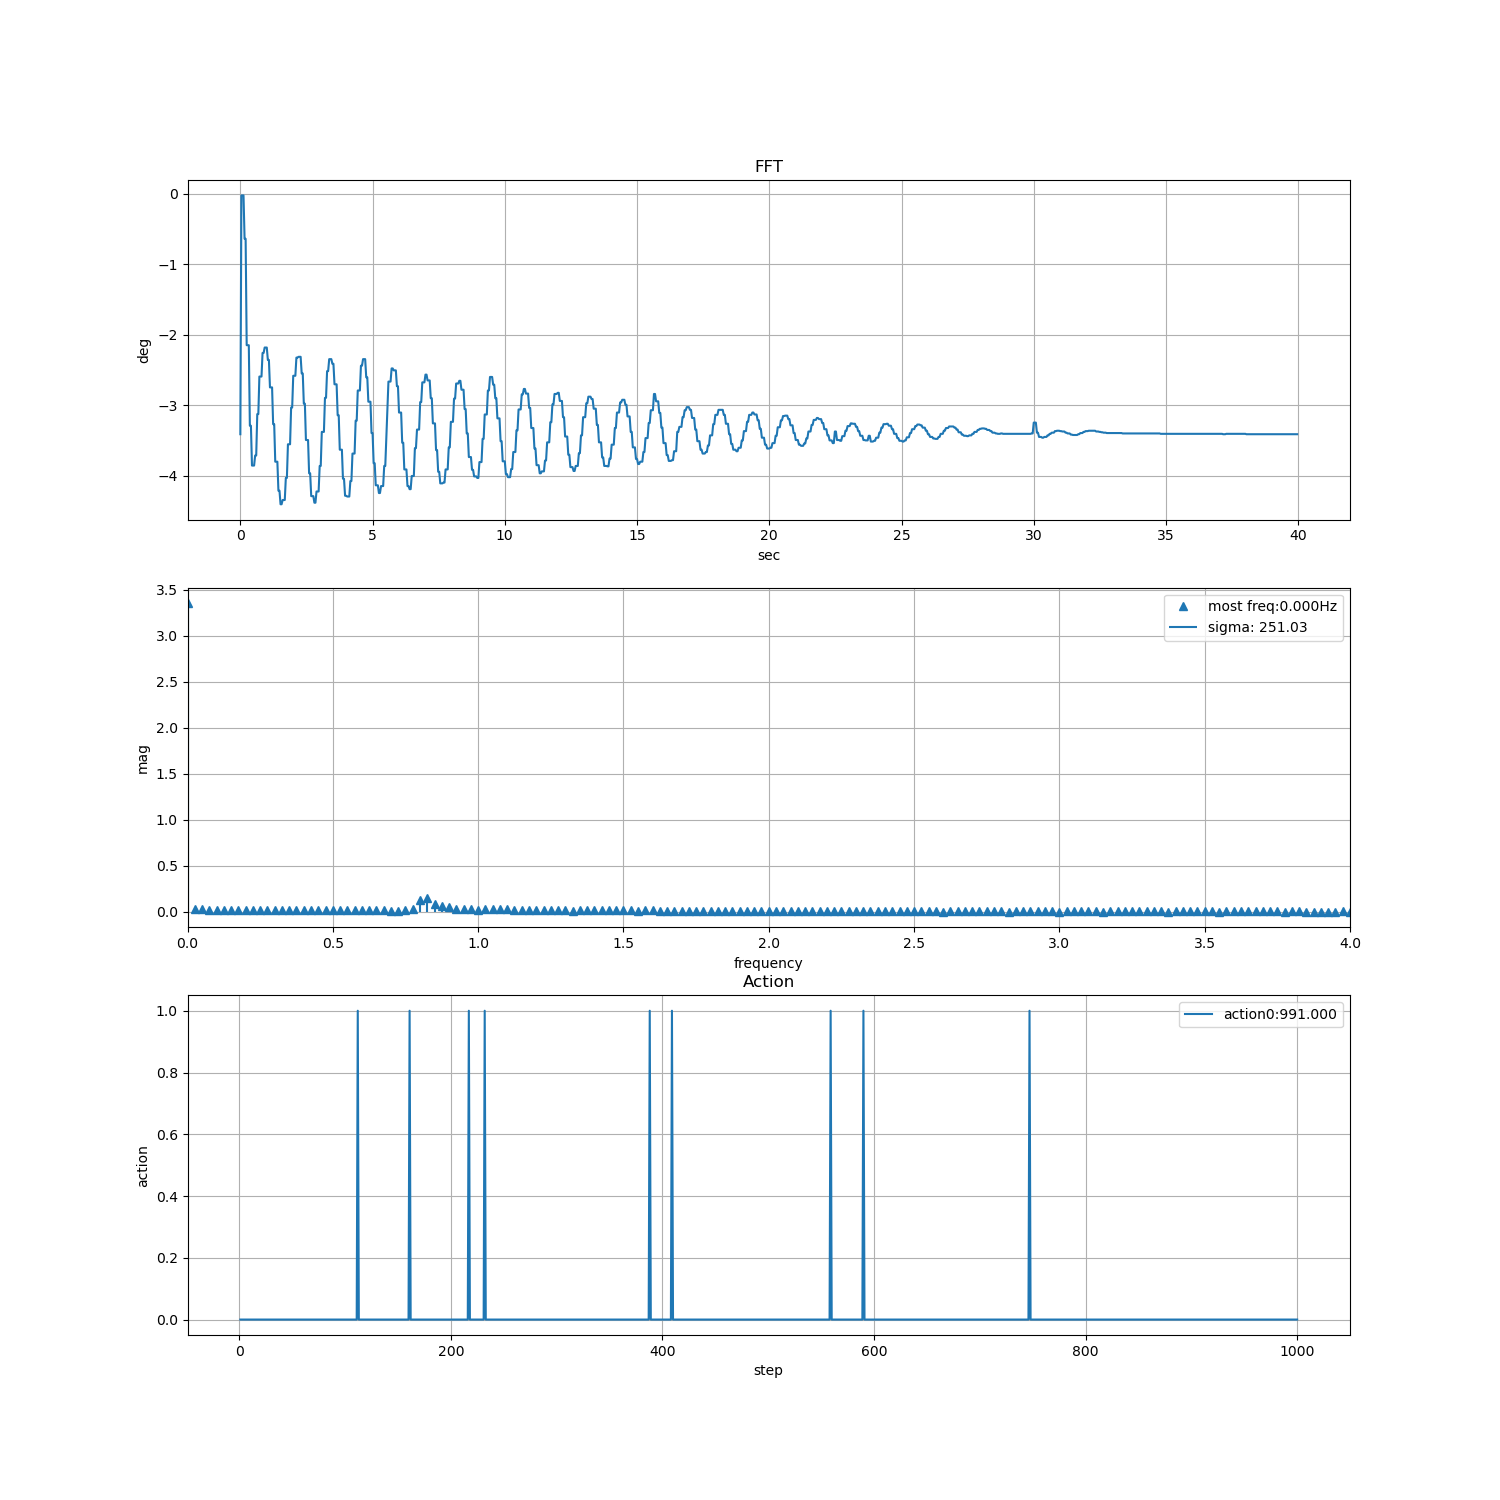 FFT
0
−1
−2
−3
−4
deg
0 5 10 15 20 25 30 35 40
sec
3.5
3.0
2.5
2.0
1.5
1.0
0.5
0.0
mag
most freq:0.000Hz
sigma: 251.03
0.0 0.5 1.0 1.5 2.0 2.5 3.0 3.5 4.0
frequency
Action
1.0
0.8
0.6
0.4
0.2
0.0
action
action0:991.000
0 200 400 600 800 1000
step